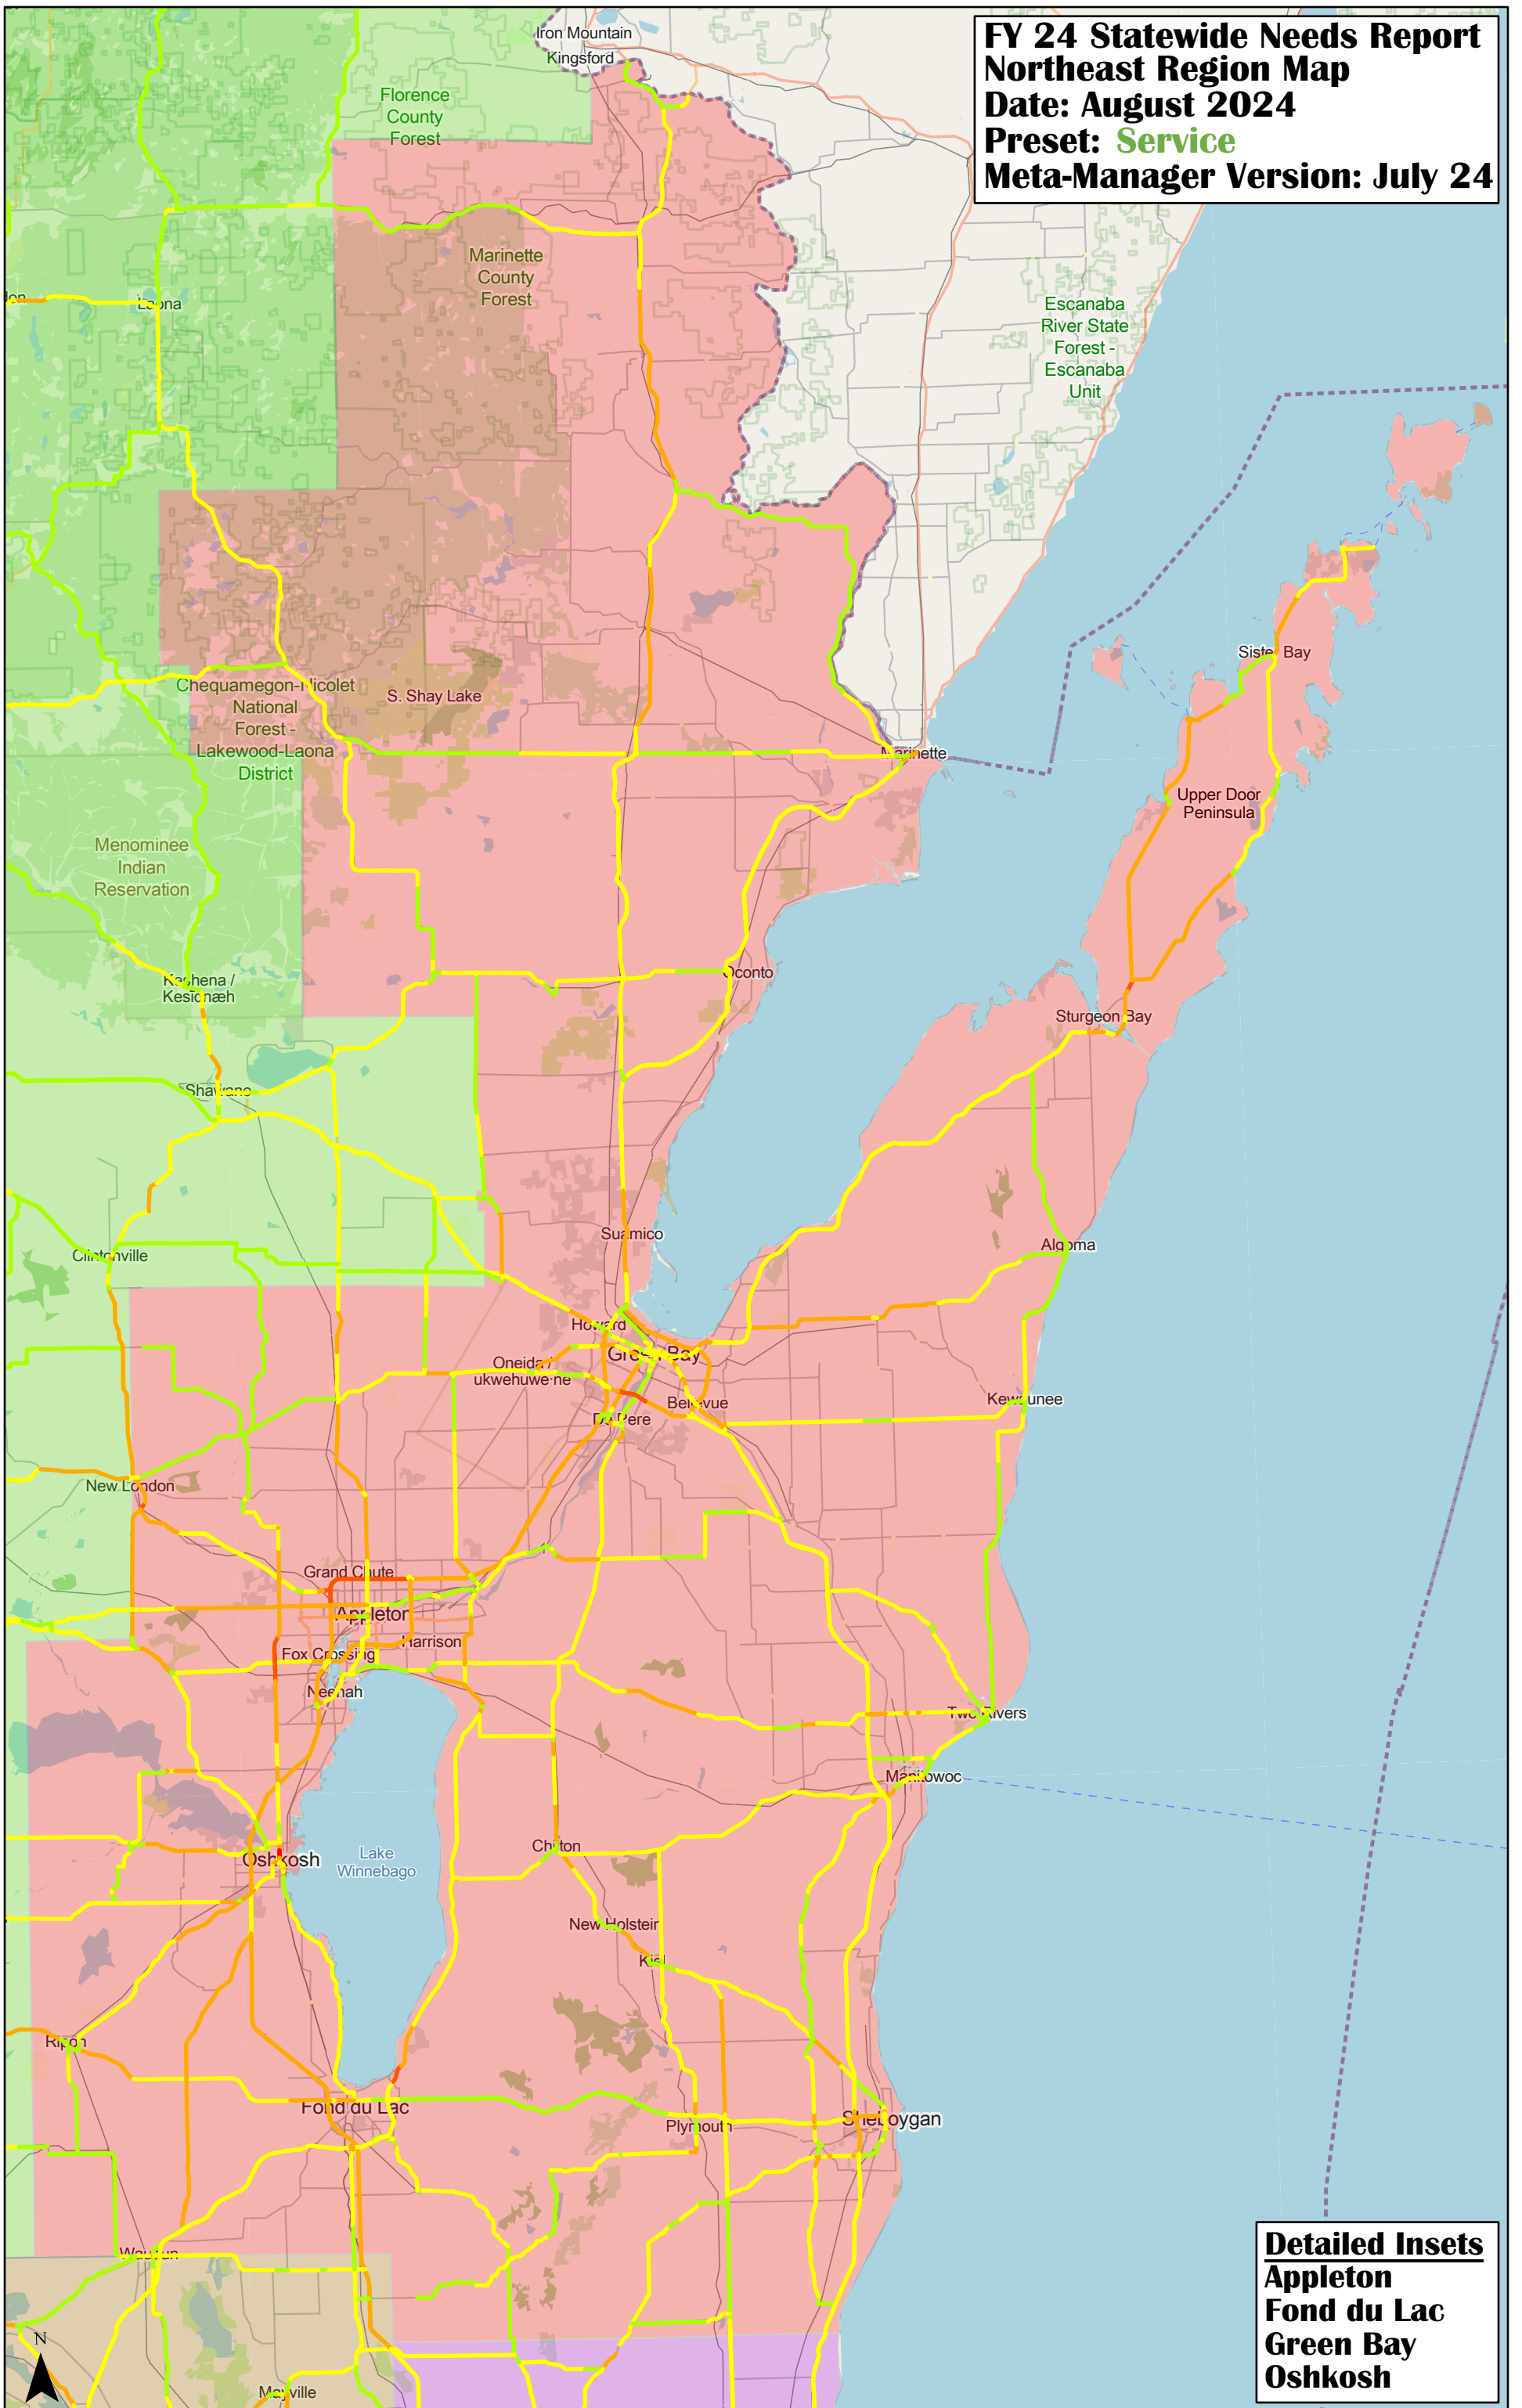 FY 24 Statewide Needs Report
Northeast Region Map
Date: August 2024
Preset: Service
Meta-Manager Version: July 24
Iron Mountain
Kingsford
Florence
County
Forest
Marinette
County
Forest
Escanaba
River State
Forest -
Escanaba
Unit
Laona
Chequamegon-Nicolet
National
Forest -
Lakewood-Laona
District
S. Shay Lake
Sister Bay
Marinette
Upper Door
Peninsula
Menominee
Indian
Reservation
Keshena /
Oconto
Sturgeon Bay
Shawano
Suamico
Algoma
Clintonville
Howard
Green Bay
Oneida /
ukwehuwe·ne
Bellevue
De Pere
Kewaunee
New London
Grand Chute
Appleton
Harrison
Fox Crossing
Neenah
Two Rivers
Manitowoc
Chilton
Oshkosh
Lake
Winnebago
New Holstein
Kiel
Ripon
Fond du Lac
Plymouth
Sheboygan
Waupun
Mayville
N
Detailed Insets
Appleton
Fond du Lac
Green Bay
Oshkosh